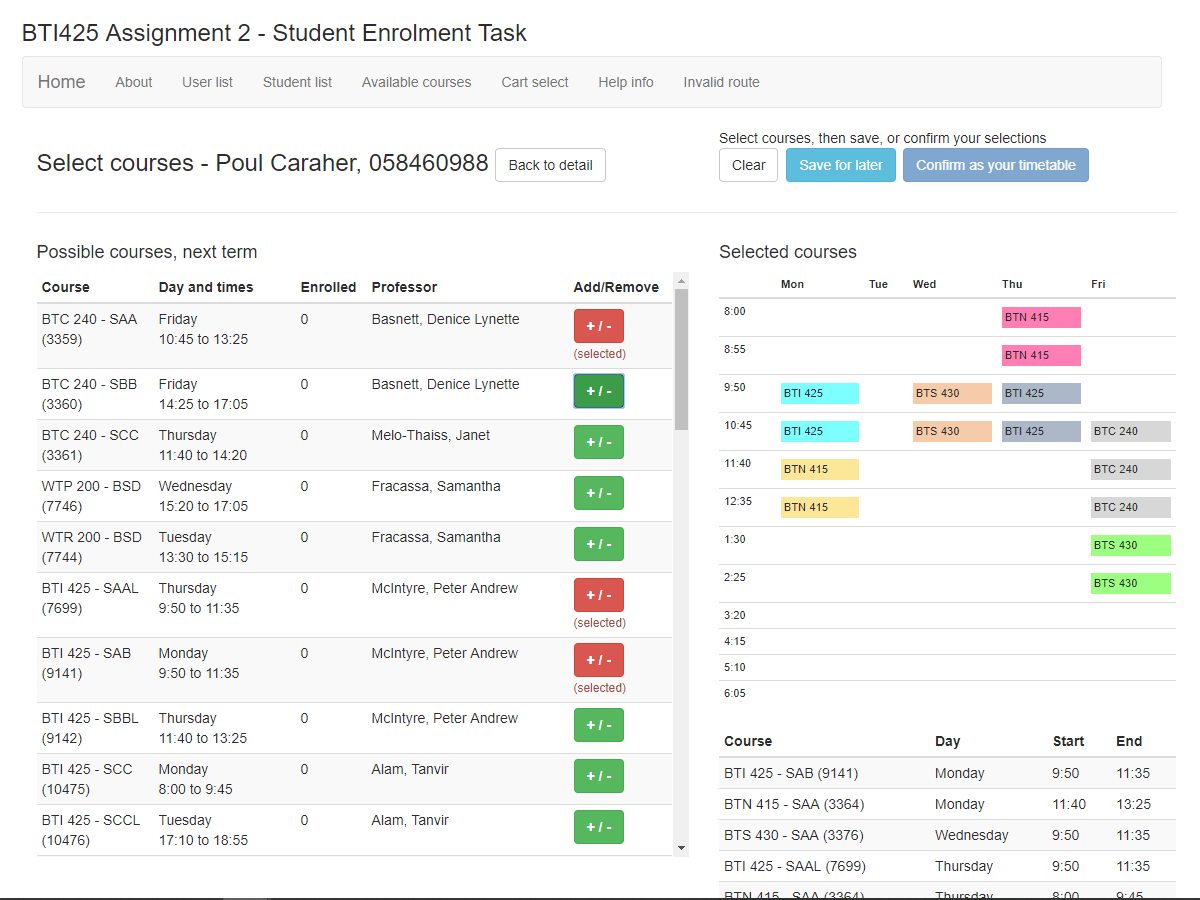 BTI425 Assignment 2 - Student Enrolment Task
Home About User list Student list Available courses Cart select Help info Invalid route
Select courses, then save, or confirm your selections
Select courses - Poul Caraher, 058460988 Back to detail Clear Save for later Confirm as your timetable
Possible courses, next term
Course Day and times Enrolled Professor Add/Remove
BTC 240 - SAA Friday 0 Basnett, Denice Lynette + / -
(3359) 10:45 to 13:25
(selected)
BTC 240 - SBB Friday 0 Basnett, Denice Lynette + / -
(3360) 14:25 to 17:05
BTC 240 - SCC Thursday 0 Melo-Thaiss, Janet + / -
(3361) 11:40 to 14:20
WTP 200 - BSD Wednesday 0 Fracassa, Samantha + / -
(7746) 15:20 to 17:05
WTR 200 - BSD Tuesday 0 Fracassa, Samantha + / -
(7744) 13:30 to 15:15
BTI 425 - SAAL Thursday 0 McIntyre, Peter Andrew + / -
(7699) 9:50 to 11:35
(selected)
BTI 425 - SAB Monday 0 McIntyre, Peter Andrew + / -
(9141) 9:50 to 11:35
(selected)
BTI 425 - SBBL Thursday 0 McIntyre, Peter Andrew + / -
(9142) 11:40 to 13:25
BTI 425 - SCC Monday 0 Alam, Tanvir + / -
(10475) 8:00 to 9:45
BTI 425 - SCCL Tuesday 0 Alam, Tanvir + / -
(10476) 17:10 to 18:55
Selected courses
Mon Tue Wed Thu Fri
8:00 BTN 415
8:55 BTN 415
9:50 BTI 425 BTS 430 BTI 425
10:45 BTI 425 BTS 430 BTI 425 BTC 240
11:40 BTN 415 BTC 240
12:35 BTN 415 BTC 240
1:30 BTS 430
2:25 BTS 430
3:20
4:15
5:10
6:05
Course Day Start End
BTI 425 - SAB (9141) Monday 9:50 11:35
BTN 415 - SAA (3364) Monday 11:40 13:25
BTS 430 - SAA (3376) Wednesday 9:50 11:35
BTI 425 - SAAL (7699) Thursday 9:50 11:35
BTN 415 - SAA (3364) Thursday 8:00 9:45